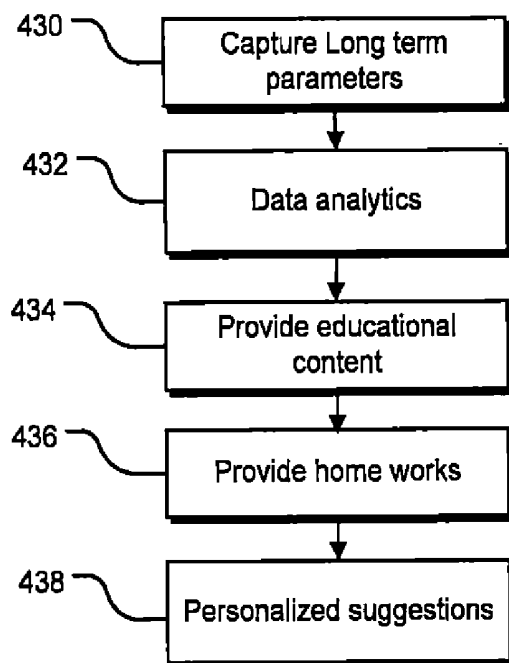 430
Capture Long term
parameters
432
Data analytics
434
Provide educational
content
436
Provide home works
438
Personalized suggestions